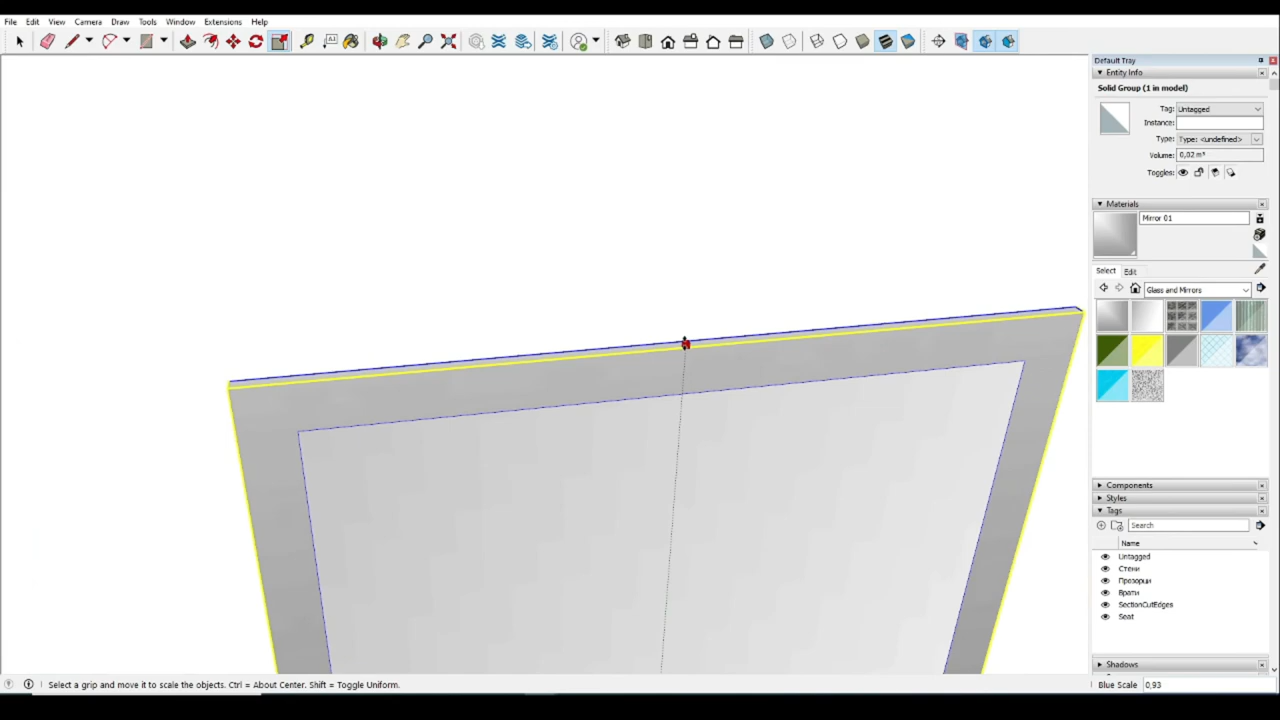 File Edit View Camera Draw Tools Window Extensions Help
Default Tray
Entity Info
Solid Group (1 in model)
Tag: Untagged
Instance:
Type: Type: <undefined>
Volume: 0,02 m³
Toggles:
Materials
Mirror 01
Select Edit
Glass and Mirrors
Components
Styles
Tags
Search
Name
Untagged
Стени
Прозорци
Врати
SectionCutEdges
Seat
Shadows
Select a grip and move it to scale the objects. Ctrl = About Center. Shift = Toggle Uniform.
Blue Scale 0,93